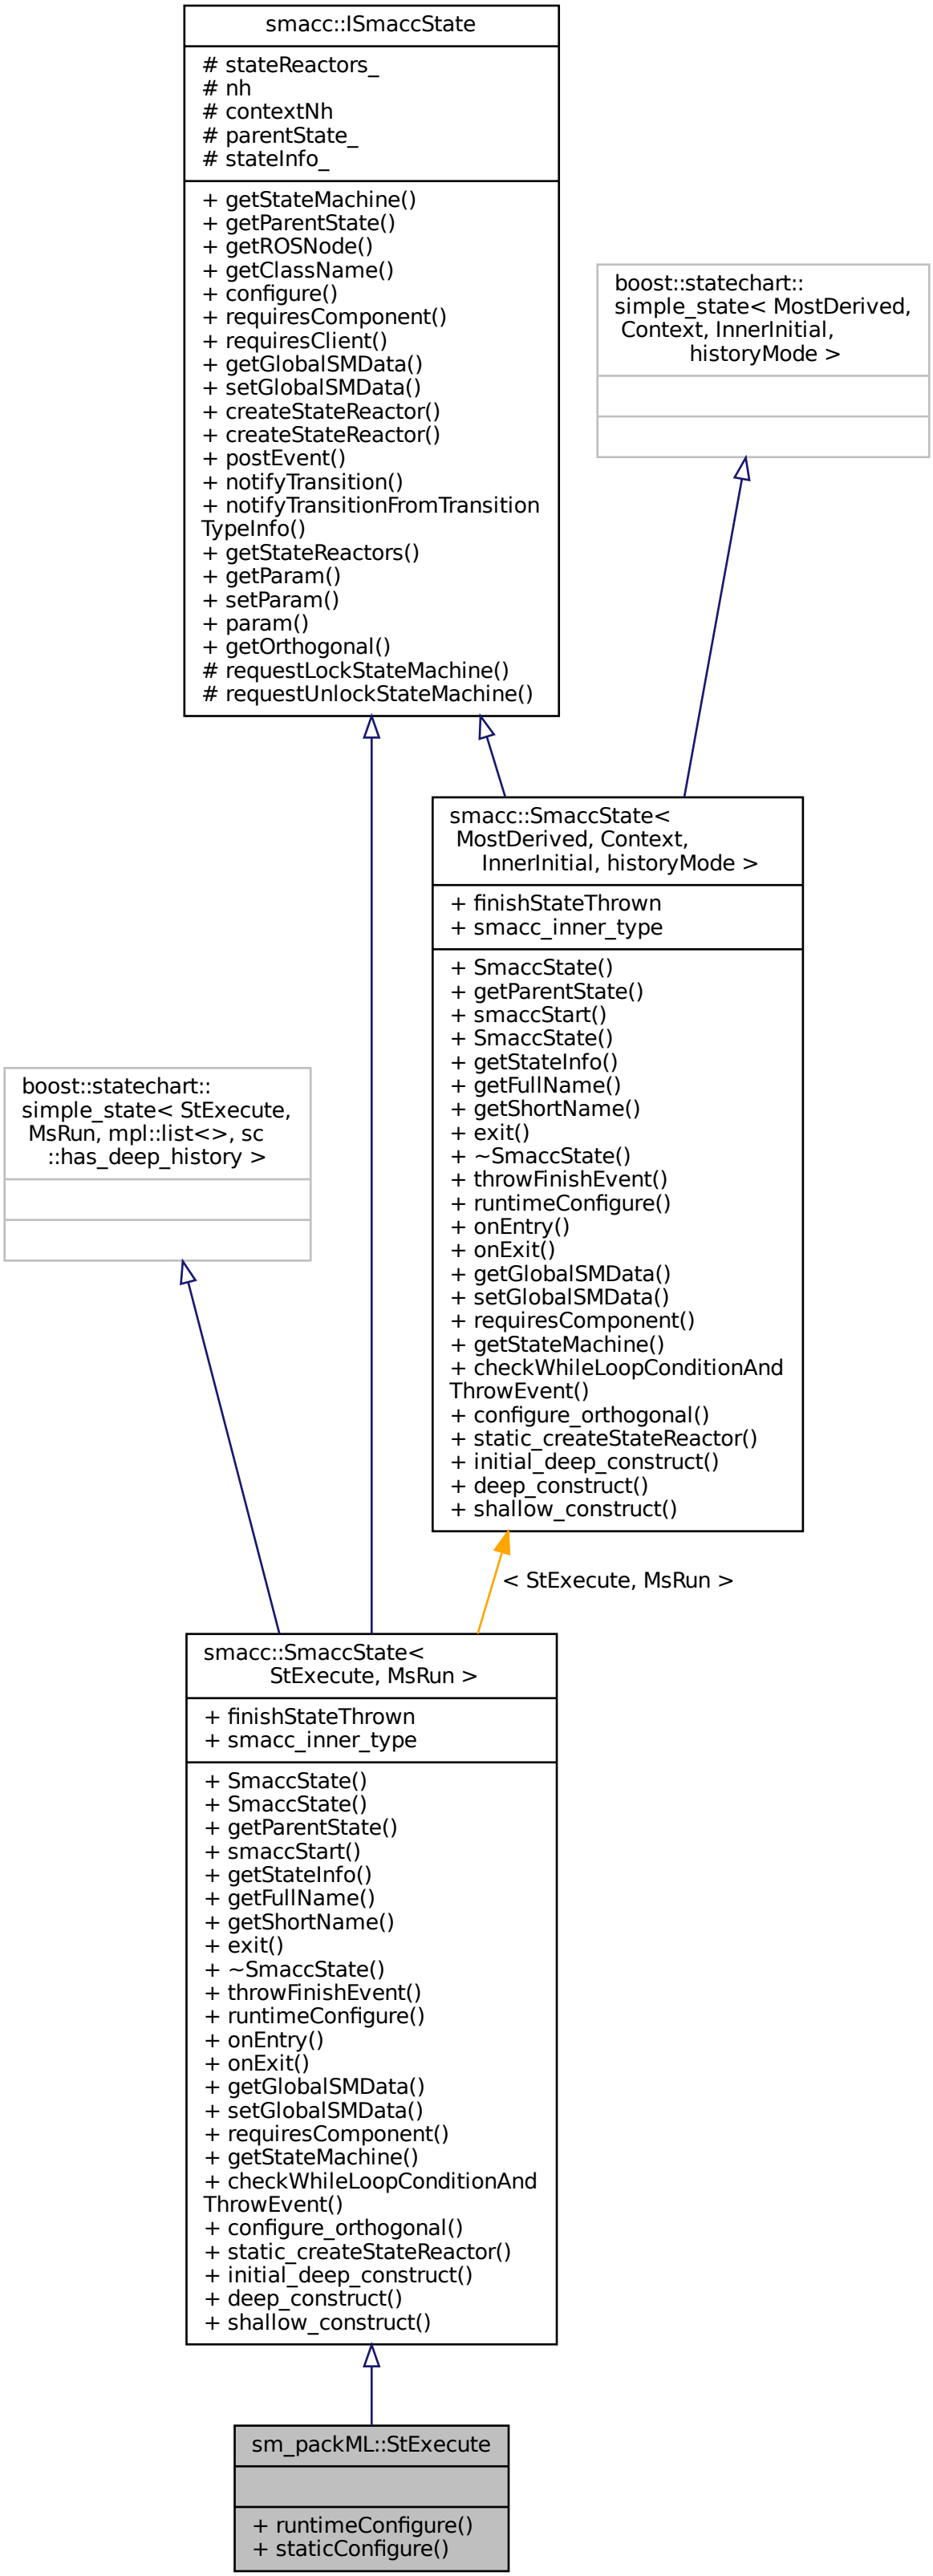 smacc::ISmaccState
# stateReactors_
# nh
# contextNh
# parentState_
# stateInfo_
+ getStateMachine()
+ getParentState()
+ getROSNode()
+ getClassName()
+ configure()
+ requiresComponent()
+ requiresClient()
+ getGlobalSMData()
+ setGlobalSMData()
+ createStateReactor()
+ createStateReactor()
+ postEvent()
+ notifyTransition()
+ notifyTransitionFromTransition
TypeInfo()
+ getStateReactors()
+ getParam()
+ setParam()
+ param()
+ getOrthogonal()
# requestLockStateMachine()
# requestUnlockStateMachine()
boost::statechart::
simple_state< MostDerived,
Context, InnerInitial,
historyMode >
smacc::SmaccState<
MostDerived, Context,
InnerInitial, historyMode >
+ finishStateThrown
+ smacc_inner_type
+ SmaccState()
+ getParentState()
+ smaccStart()
+ SmaccState()
+ getStateInfo()
+ getFullName()
+ getShortName()
+ exit()
+ ~SmaccState()
+ throwFinishEvent()
+ runtimeConfigure()
+ onEntry()
+ onExit()
+ getGlobalSMData()
+ setGlobalSMData()
+ requiresComponent()
+ getStateMachine()
+ checkWhileLoopConditionAnd
ThrowEvent()
+ configure_orthogonal()
+ static_createStateReactor()
+ initial_deep_construct()
+ deep_construct()
+ shallow_construct()
boost::statechart::
simple_state< StExecute,
MsRun, mpl::list<>, sc
::has_deep_history >
< StExecute, MsRun >
smacc::SmaccState<
StExecute, MsRun >
+ finishStateThrown
+ smacc_inner_type
+ SmaccState()
+ SmaccState()
+ getParentState()
+ smaccStart()
+ getStateInfo()
+ getFullName()
+ getShortName()
+ exit()
+ ~SmaccState()
+ throwFinishEvent()
+ runtimeConfigure()
+ onEntry()
+ onExit()
+ getGlobalSMData()
+ setGlobalSMData()
+ requiresComponent()
+ getStateMachine()
+ checkWhileLoopConditionAnd
ThrowEvent()
+ configure_orthogonal()
+ static_createStateReactor()
+ initial_deep_construct()
+ deep_construct()
+ shallow_construct()
sm_packML::StExecute
+ runtimeConfigure()
+ staticConfigure()